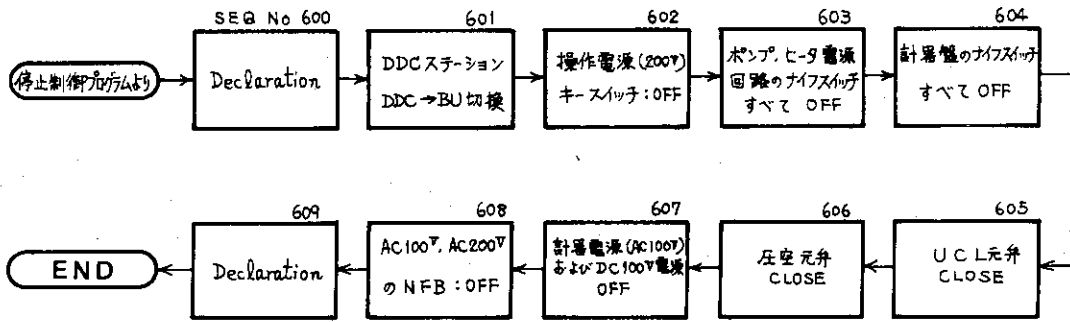 SEQ No 600
601
602
603
604
停止制御プログラムより
Declaration
DDCステーション
DDC→BU切換
操作電源(200V)
キースイッチ:OFF
ポンプ、ヒータ電源
回路のナイフスイッチ
すべて OFF
計器盤のナイフスイッチ
すべて OFF
609
608
607
606
605
END
Declaration
AC100V、AC200V
のNFB:OFF
計器電源(AC100V)
およびDC100V電源
OFF
圧空元弁
CLOSE
UCL元弁
CLOSE